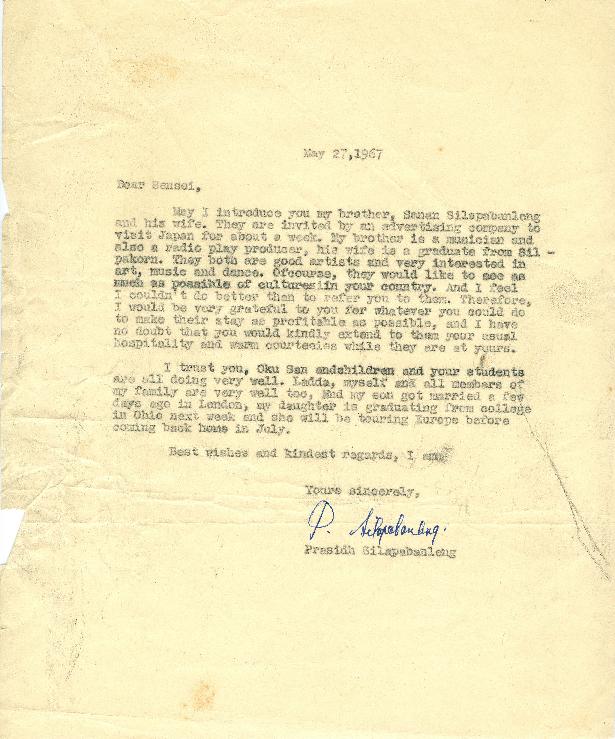 May 27,1967
Dear Sensei,
May I introduce you my brother, Sanan Silapabanleng
and his wife. They are invited by an advertising company to
visit Japan for about a week. My brother is a musician and
also a radio play producer, his wife is a graduate from Sil -
pakorn. They both are good artists and very interested in
art, music and dance. Ofcourse, they would like to see as
much as possible of culturesiin your country. And I feel
I couldn't do better than to refer you to them. Therefore,
I would be very grateful to you for whatever you could do
to make their stay as profitable as possible, and I have
no doubt that you would kindly extend to them your usual
hospitality and warm courtecies while they are at yours.
I trust you, Oku San andchildren and your students
are all doing very well. Ladda, myself and all members of
my family are very well too, And my son got married a few
days ago in London, my daughter is graduating from college
in Ohio next week and she will be touring Europe before
coming back home in July.
Best wishes and kindest regards, I am
Yours sincerely,
P. Silapabanleng.
Prasidh Silapabanleng